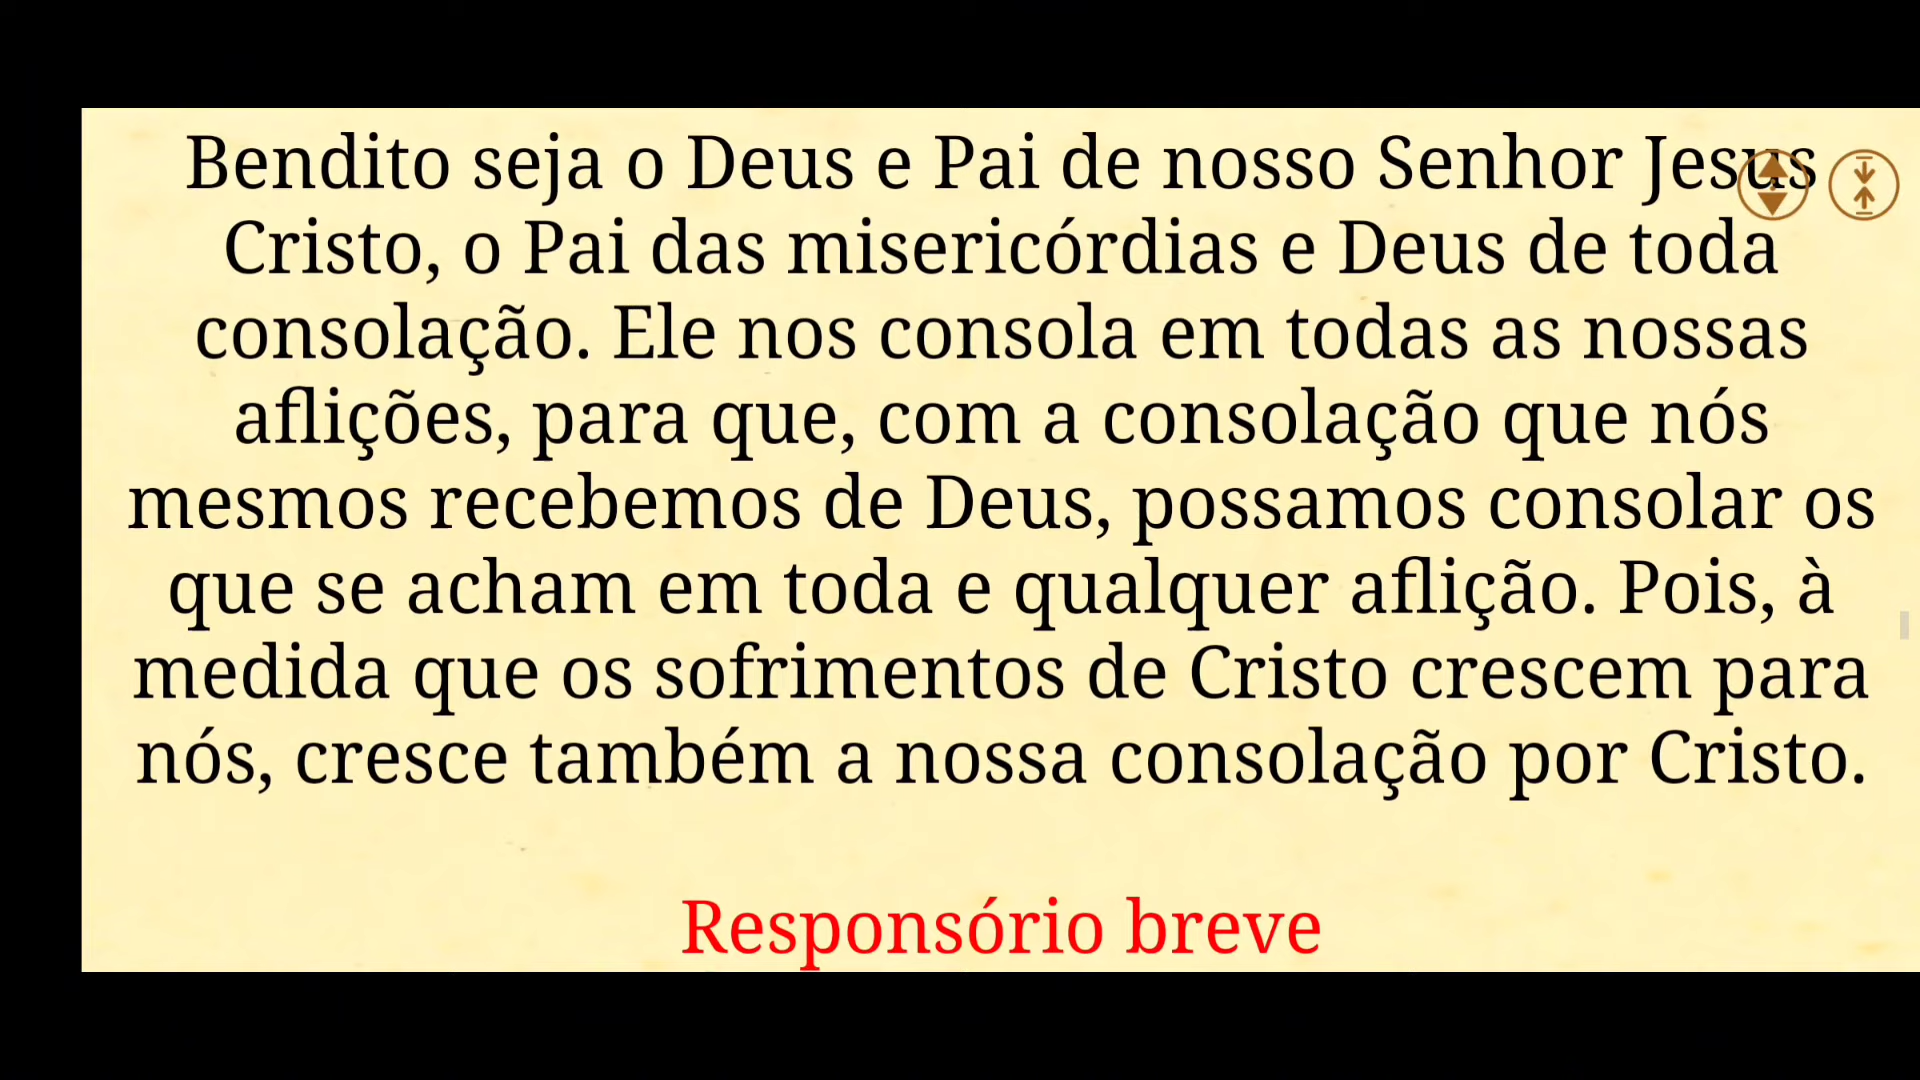 Bendito seja o Deus e Pai de nosso Senhor Jesus
Cristo, o Pai das misericórdias e Deus de toda
consolação. Ele nos consola em todas as nossas
aflições, para que, com a consolação que nós
mesmos recebemos de Deus, possamos consolar os
que se acham em toda e qualquer aflição. Pois, à
medida que os sofrimentos de Cristo crescem para
nós, cresce também a nossa consolação por Cristo.
Responsório breve